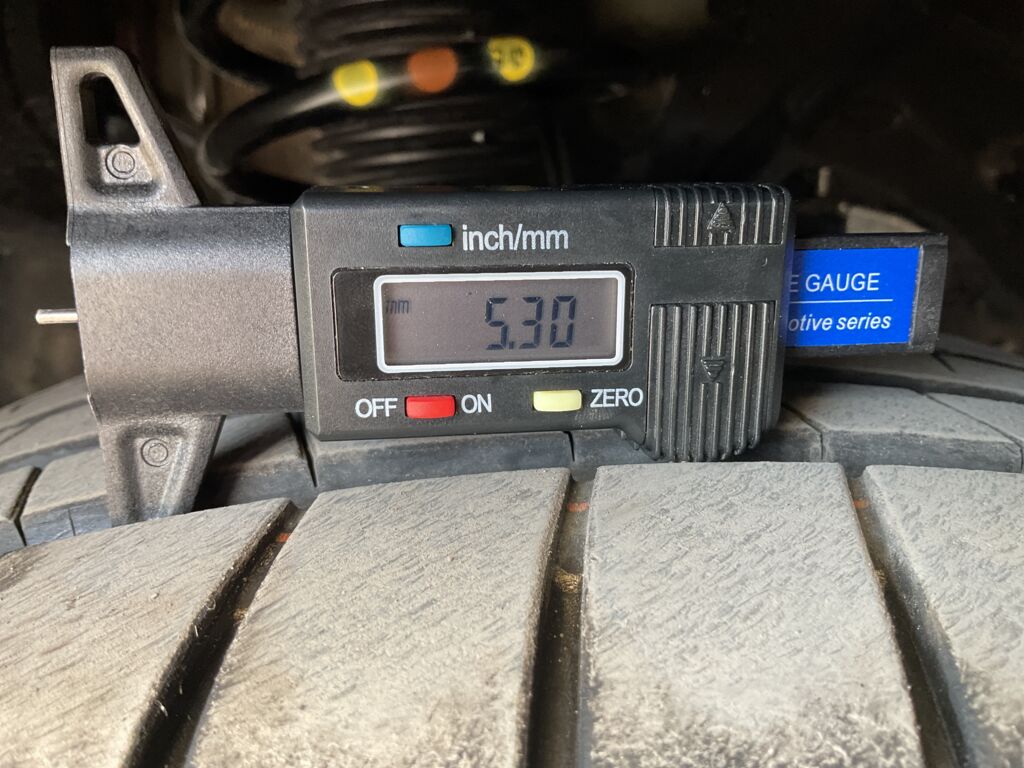 inch/mm
mm
5.30
OFF ON ZERO
E GAUGE
otive series